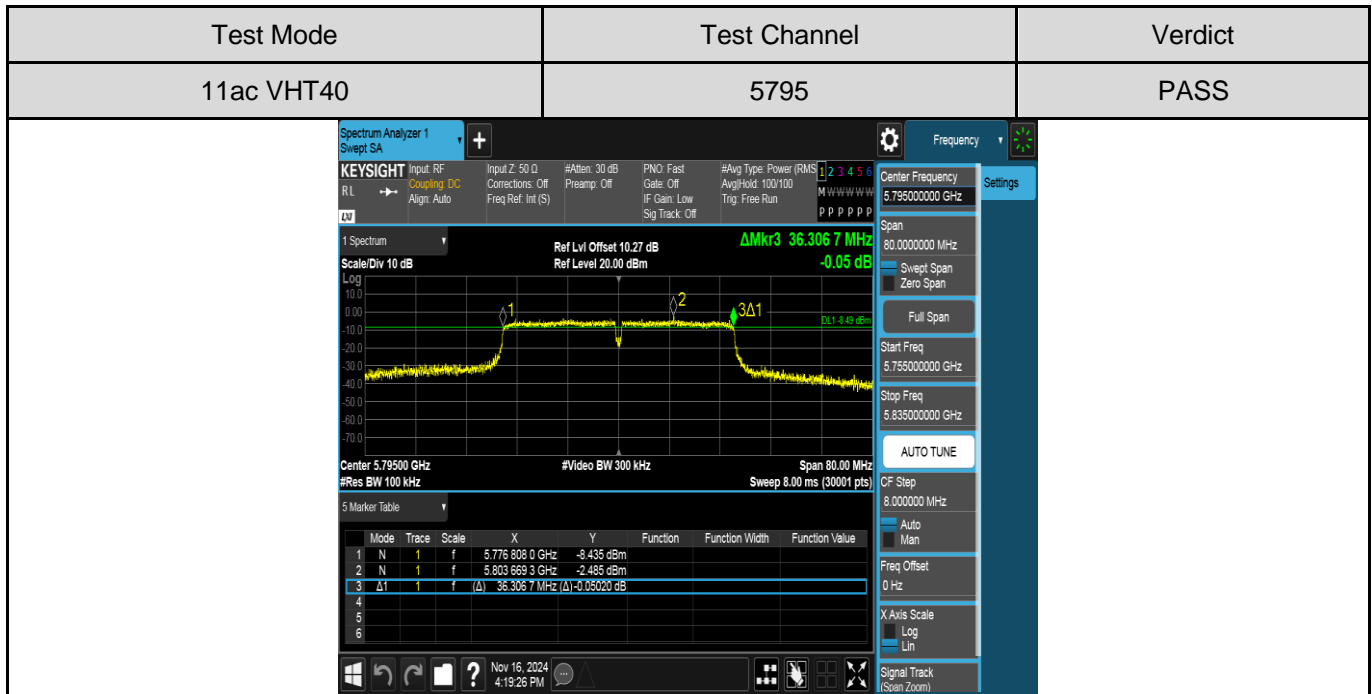 Test Mode Test Channel Verdict
11ac VHT40 5795 PASS
Spectrum Analyzer 1
Swept SA
+
Frequency
KEYSIGHT Input: RF Input Z: 50 Ω #Atten: 30 dB PNO: Fast #Avg Type: Power (RMS 1 2 3 4 5 6
RL Coupling: DC Corrections: Off Preamp: Off Gate: Off Avg|Hold: 100/100 M W W W W W
Align: Auto Freq Ref: Int (S) IF Gain: Low Trig: Free Run
LXI Sig Track: Off P P P P P P
1 Spectrum
Ref Lvl Offset 10.27 dB ΔMkr3 36.306 7 MHz
Scale/Div 10 dB Ref Level 20.00 dBm -0.05 dB
Log
10.0
0.00
-10.0
-20.0
-30.0
-40.0
-50.0
-60.0
-70.0
1
2
3Δ1
DL1 -8.49 dBm
Center 5.79500 GHz #Video BW 300 kHz Span 80.00 MHz
#Res BW 100 kHz Sweep 8.00 ms (30001 pts)
5 Marker Table
Mode Trace Scale X Y Function Function Width Function Value
1 N 1 f 5.776 808 0 GHz -8.435 dBm
2 N 1 f 5.803 669 3 GHz -2.485 dBm
3 Δ1 1 f (Δ) 36.306 7 MHz (Δ) -0.05020 dB
4
5
6
?
Nov 16, 2024
4:19:26 PM
Center Frequency
5.795000000 GHz
Settings
Span
80.0000000 MHz
Swept Span
Zero Span
Full Span
Start Freq
5.755000000 GHz
Stop Freq
5.835000000 GHz
AUTO TUNE
CF Step
8.000000 MHz
Auto
Man
Freq Offset
0 Hz
X Axis Scale
Log
Lin
Signal Track
(Span Zoom)